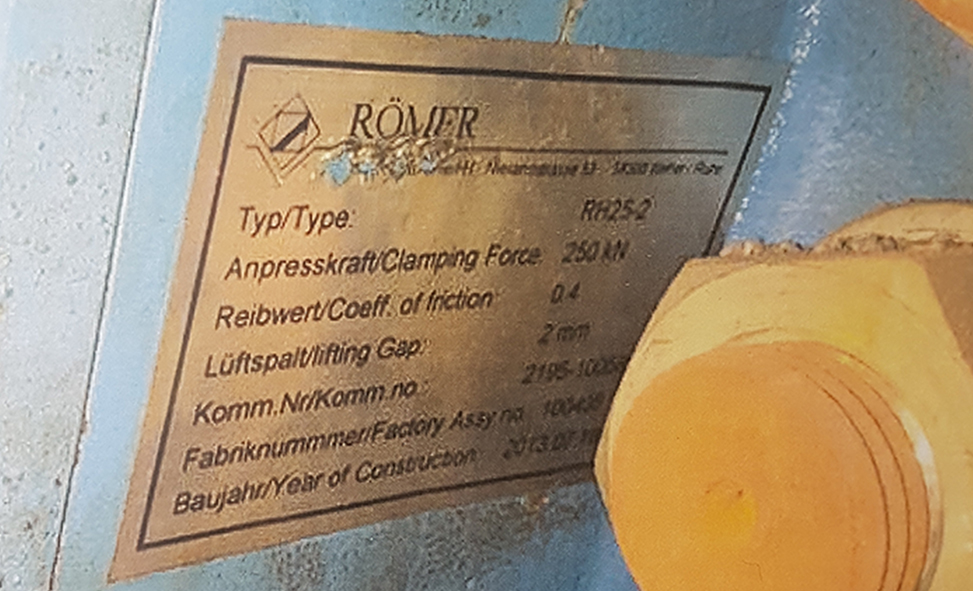 RÖMER
Typ/Type: RH25-2
Anpresskraft/Clamping Force 250 kN
Reibwert/Coeff. of friction 0.4
Lüftspalt/lifting Gap: 2 mm
Komm.Nr/Komm.no.:
Fabriknummmer/Factory Assy no
Baujahr/Year of Construction